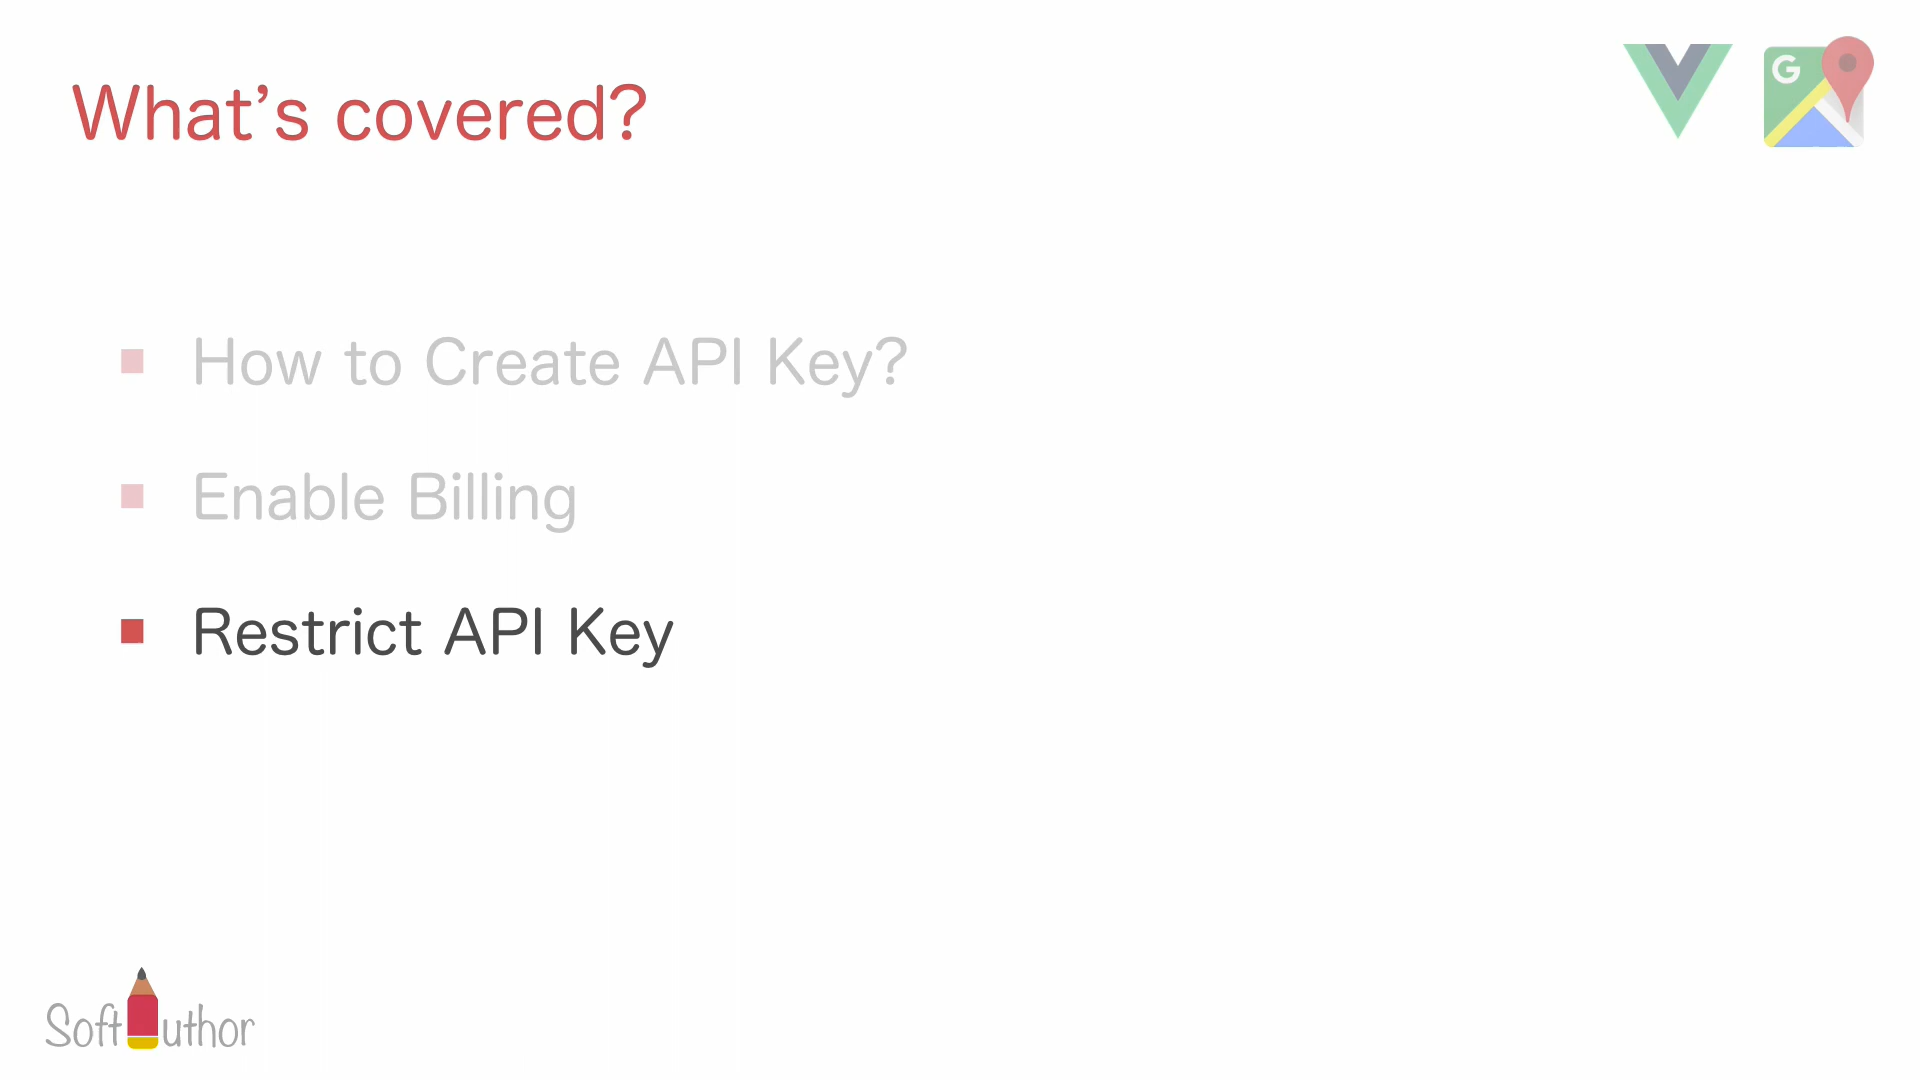 What’s covered?
How to Create API Key?
Enable Billing
Restrict API Key
G
Soft uthor